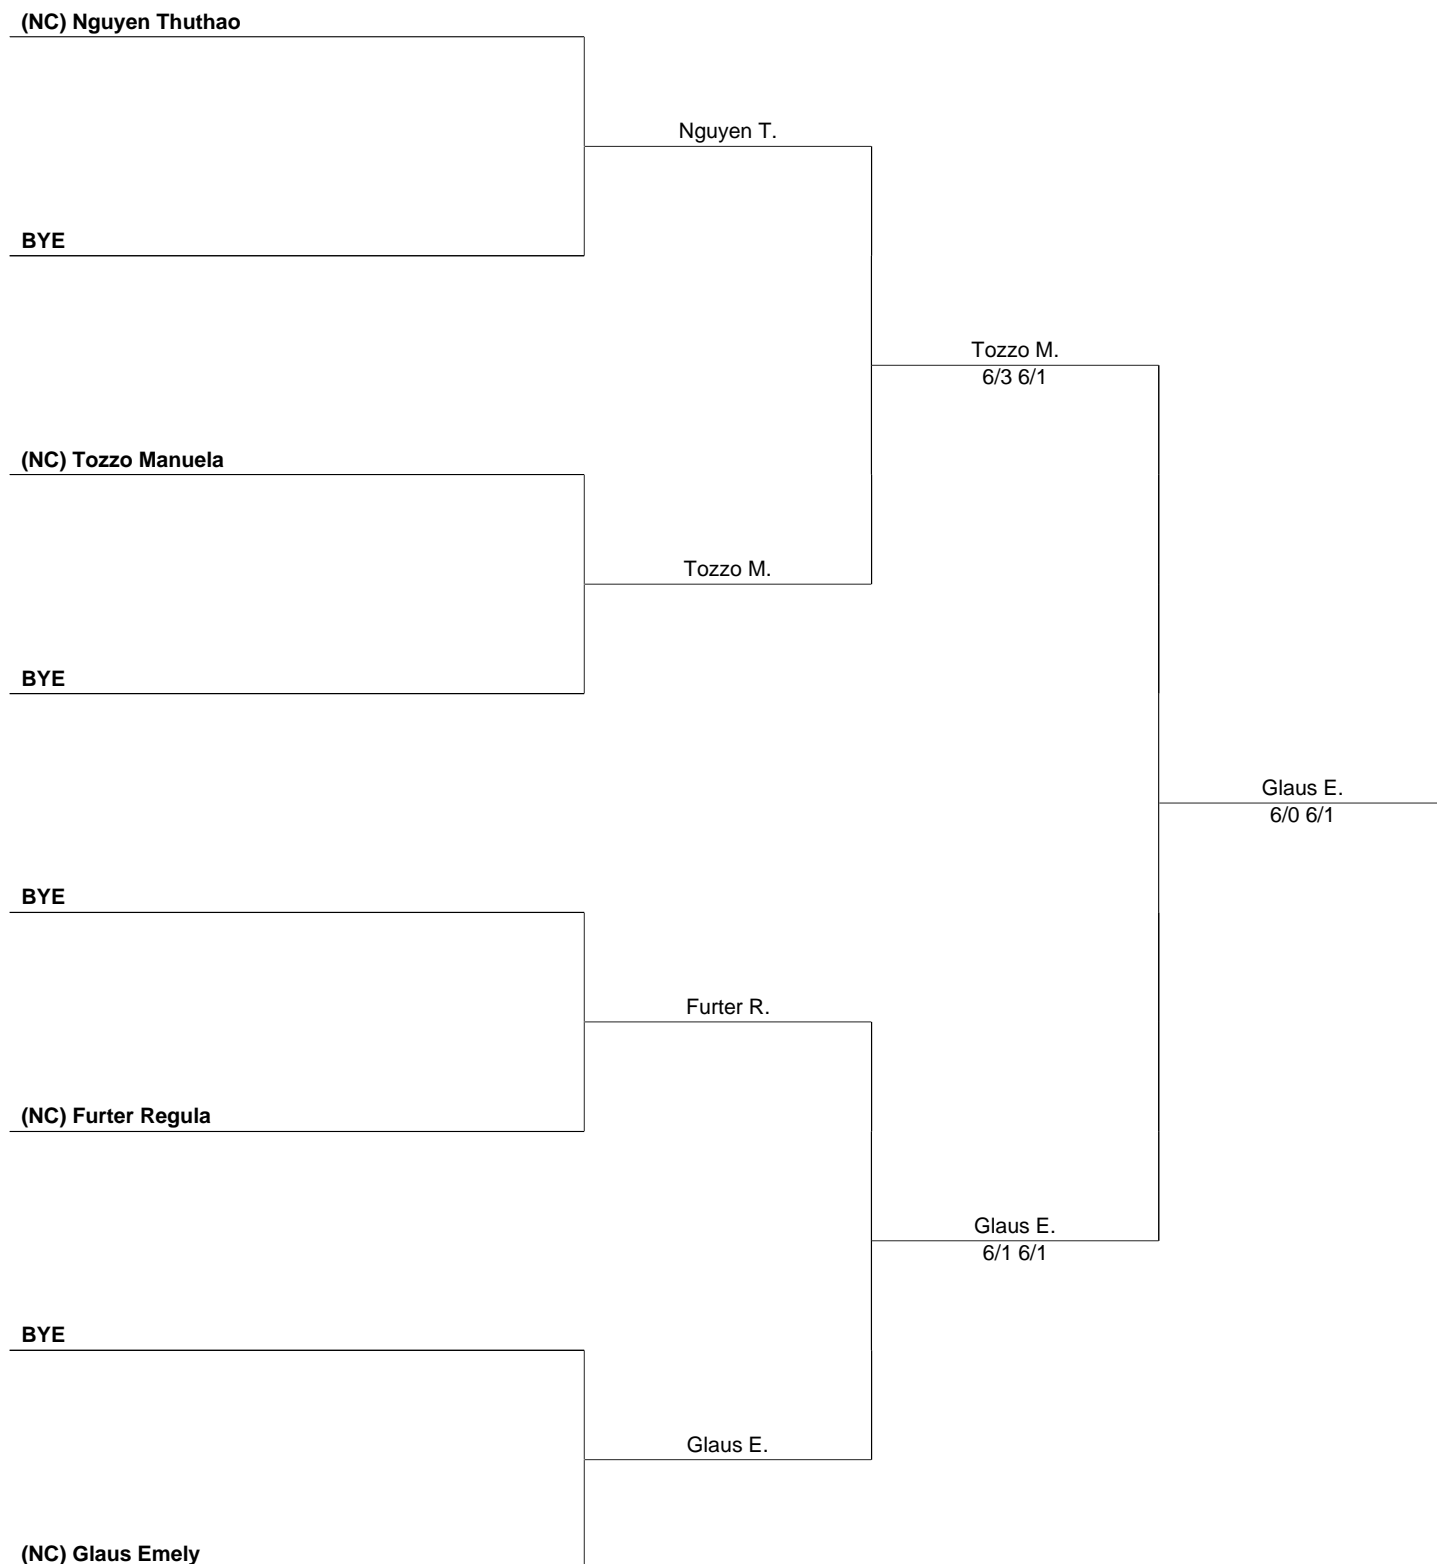 (NC) Nguyen Thuthao
Nguyen T.
BYE
Tozzo M.
6/3 6/1
(NC) Tozzo Manuela
Tozzo M.
BYE
Glaus E.
6/0 6/1
BYE
Furter R.
(NC) Furter Regula
Glaus E.
6/1 6/1
BYE
Glaus E.
(NC) Glaus Emely